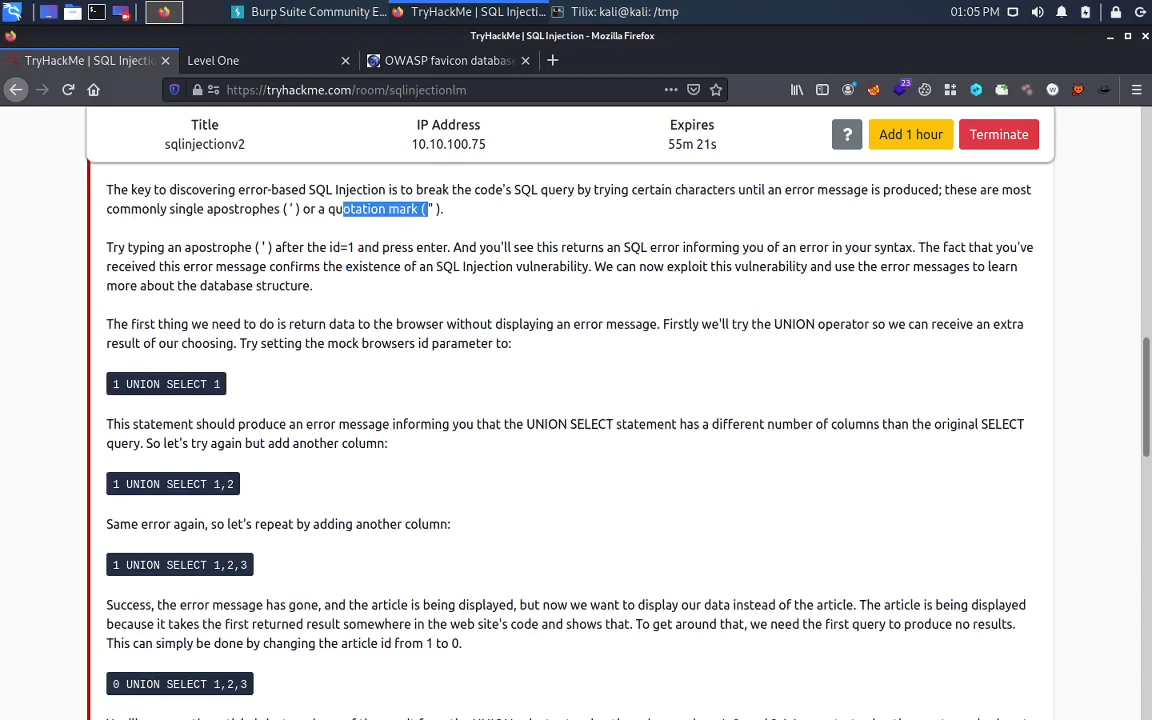 Burp Suite Community E...
TryHackMe | SQL Injecti...
Tilix: kali@kali: /tmp
01:05 PM
TryHackMe | SQL Injection - Mozilla Firefox
TryHackMe | SQL Injectio
Level One
OWASP favicon database
https://tryhackme.com/room/sqlinjectionlm
23
Title
IP Address
Expires
sqlinjectionv2
10.10.100.75
55m 21s
?
Add 1 hour
Terminate
The key to discovering error-based SQL Injection is to break the code's SQL query by trying certain characters until an error message is produced; these are most
commonly single apostrophes ( ' ) or a quotation mark ( " ).
Try typing an apostrophe ( ' ) after the id=1 and press enter. And you'll see this returns an SQL error informing you of an error in your syntax. The fact that you've
received this error message confirms the existence of an SQL Injection vulnerability. We can now exploit this vulnerability and use the error messages to learn
more about the database structure.
The first thing we need to do is return data to the browser without displaying an error message. Firstly we'll try the UNION operator so we can receive an extra
result of our choosing. Try setting the mock browsers id parameter to:
1 UNION SELECT 1
This statement should produce an error message informing you that the UNION SELECT statement has a different number of columns than the original SELECT
query. So let's try again but add another column:
1 UNION SELECT 1,2
Same error again, so let's repeat by adding another column:
1 UNION SELECT 1,2,3
Success, the error message has gone, and the article is being displayed, but now we want to display our data instead of the article. The article is being displayed
because it takes the first returned result somewhere in the web site's code and shows that. To get around that, we need the first query to produce no results.
This can simply be done by changing the article id from 1 to 0.
0 UNION SELECT 1,2,3